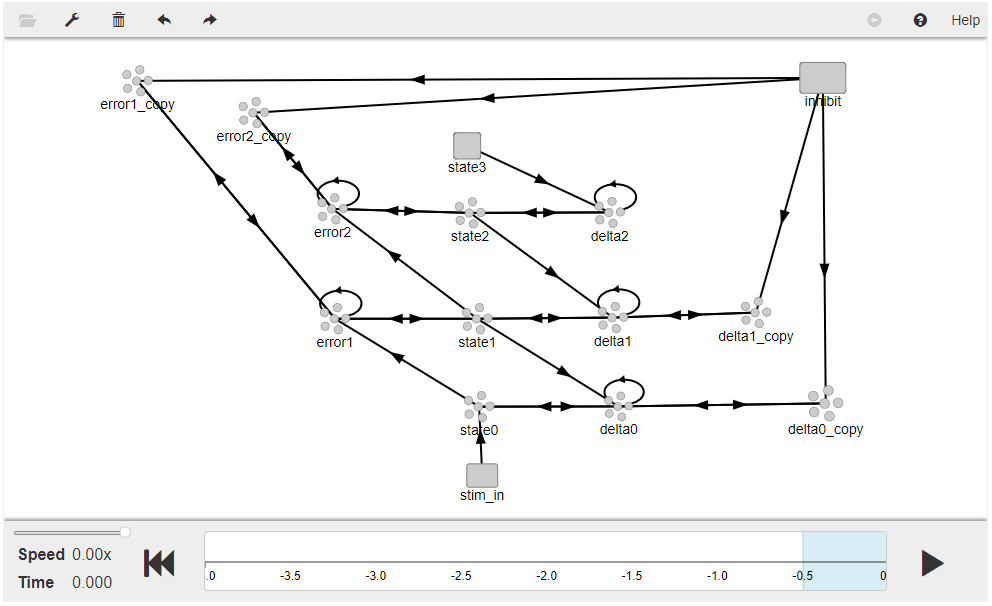 Help
error1_copy
inhibit
error2_copy
state3
error2
state2
delta2
error1
state1
delta1
delta1_copy
state0
delta0
delta0_copy
stim_in
Speed 0.00x
Time 0.000
.0 -3.5 -3.0 -2.5 -2.0 -1.5 -1.0 -0.5 0